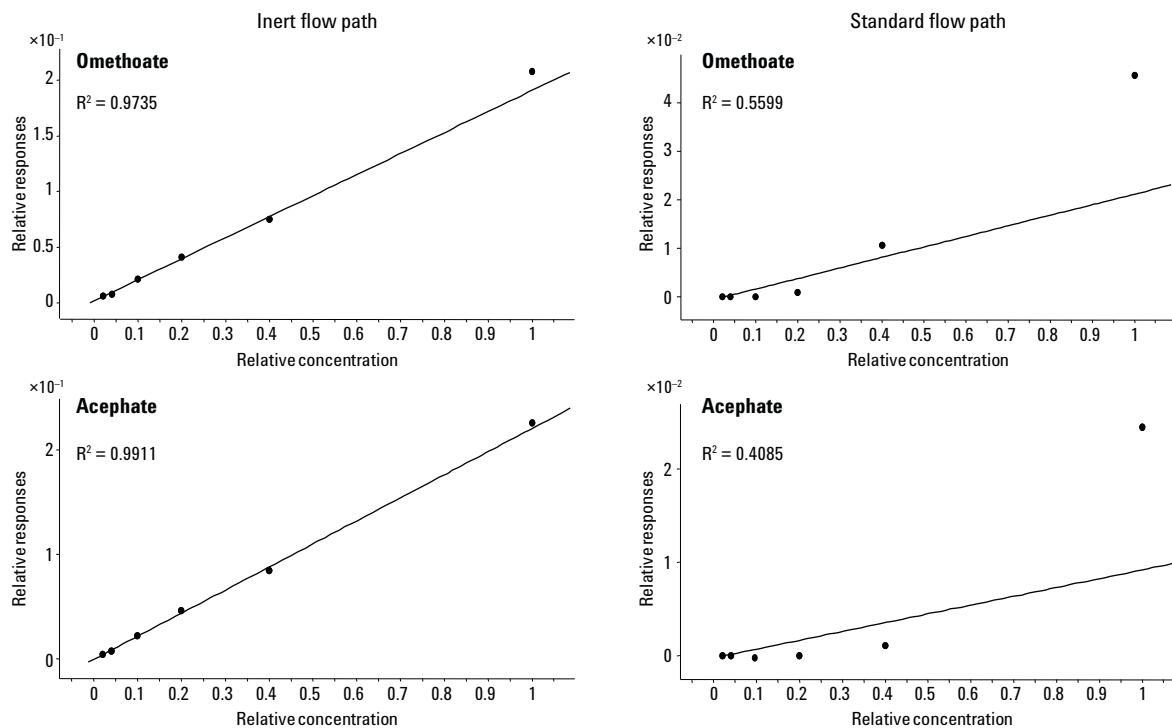 Inert flow path
×10⁻¹
Omethoate
R² = 0.9735
Relative responses
2
1.5
1
0.5
0
0 0.1 0.2 0.3 0.4 0.5 0.6 0.7 0.8 0.9 1
Relative concentration
Standard flow path
×10⁻²
Omethoate
R² = 0.5599
Relative responses
4
3
2
1
0
0 0.1 0.2 0.3 0.4 0.5 0.6 0.7 0.8 0.9 1
Relative concentration
×10⁻¹
Acephate
R² = 0.9911
Relative responses
2
1
0
0 0.1 0.2 0.3 0.4 0.5 0.6 0.7 0.8 0.9 1
Relative concentration
×10⁻²
Acephate
R² = 0.4085
Relative responses
2
1
0
0 0.1 0.2 0.3 0.4 0.5 0.6 0.7 0.8 0.9 1
Relative concentration